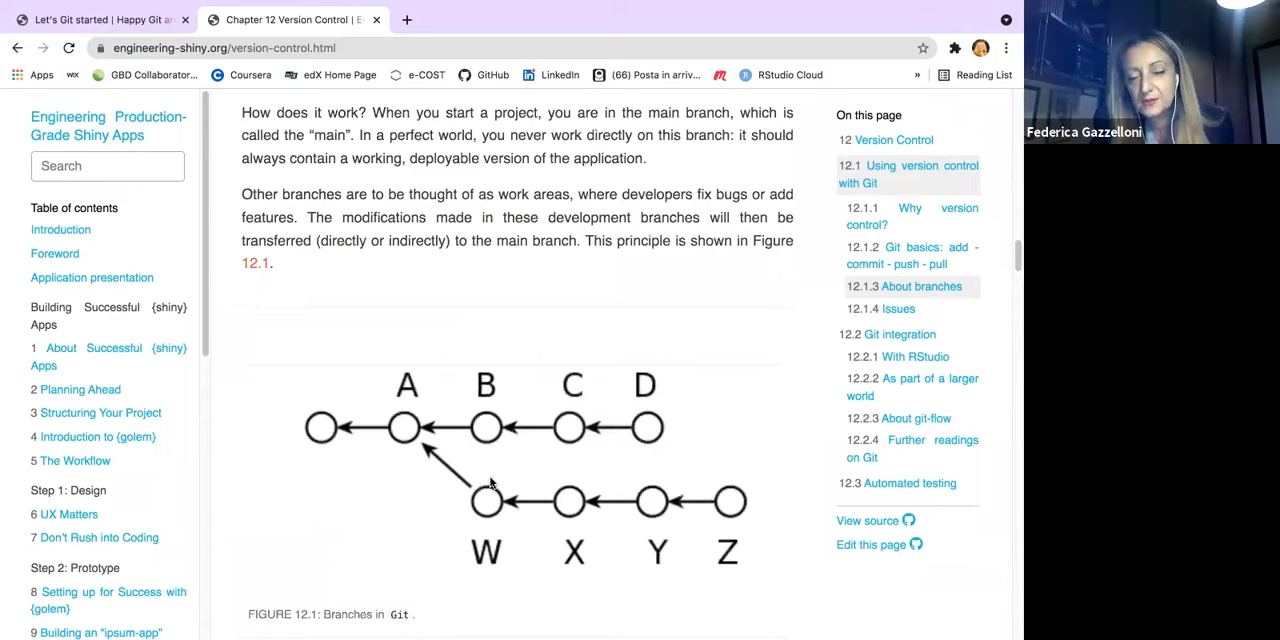 Let's Git started | Happy Git a
Chapter 12 Version Control | E
engineering-shiny.org/version-control.html
Apps
WIX
GBD Collaborator...
Coursera
edX Home Page
e-COST
GitHub
LinkedIn
(66) Posta in arriv...
RStudio Cloud
»
Reading List
Engineering Production-
Grade Shiny Apps
Search
Table of contents
Introduction
Foreword
Application presentation
Building Successful {shiny}
Apps
1 About Successful {shiny}
Apps
2 Planning Ahead
3 Structuring Your Project
4 Introduction to {golem}
5 The Workflow
Step 1: Design
6 UX Matters
7 Don't Rush into Coding
Step 2: Prototype
8 Setting up for Success with
{golem}
9 Building an "ipsum-app"
How does it work? When you start a project, you are in the main branch, which is
called the "main". In a perfect world, you never work directly on this branch: it should
always contain a working, deployable version of the application.
Other branches are to be thought of as work areas, where developers fix bugs or add
features. The modifications made in these development branches will then be
transferred (directly or indirectly) to the main branch. This principle is shown in Figure
12.1.
A B C D
W X Y Z
FIGURE 12.1: Branches in Git.
On this page
12 Version Control
12.1 Using version control
with Git
12.1.1 Why version
control?
12.1.2 Git basics: add -
commit - push - pull
12.1.3 About branches
12.1.4 Issues
12.2 Git integration
12.2.1 With RStudio
12.2.2 As part of a larger
world
12.2.3 About git-flow
12.2.4 Further readings
on Git
12.3 Automated testing
View source
Edit this page
Federica Gazzelloni